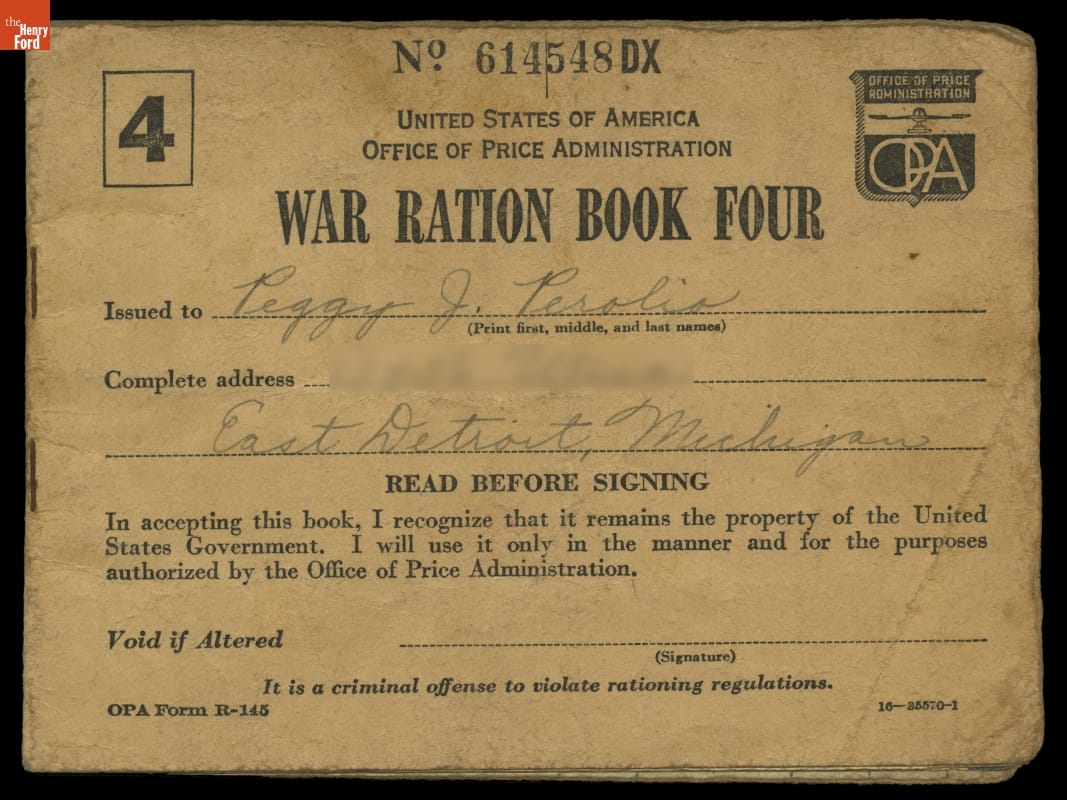 the
Henry
Ford
Nº 614548DX
4
UNITED STATES OF AMERICA
OFFICE OF PRICE ADMINISTRATION
OFFICE OF PRICE
ADMINISTRATION
OPA
WAR RATION BOOK FOUR
Issued to Peggy J. Perolio
(Print first, middle, and last names)
Complete address
East Detroit, Michigan
READ BEFORE SIGNING
In accepting this book, I recognize that it remains the property of the United
States Government. I will use it only in the manner and for the purposes
authorized by the Office of Price Administration.
Void if Altered
(Signature)
It is a criminal offense to violate rationing regulations.
OPA Form R-145
16—35570-1